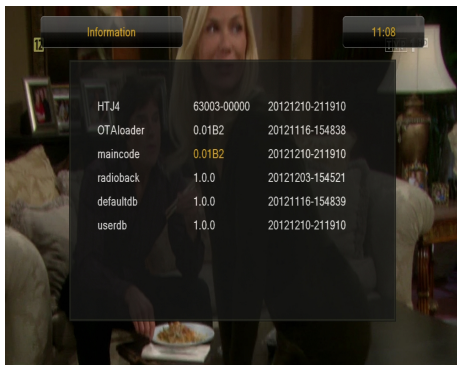 Information 11:08
12
HTJ4 63003-00000 20121210-211910
OTAloader 0.01B2 20121116-154838
maincode 0.01B2 20121210-211910
radioback 1.0.0 20121203-154521
defaultdb 1.0.0 20121116-154839
userdb 1.0.0 20121210-211910